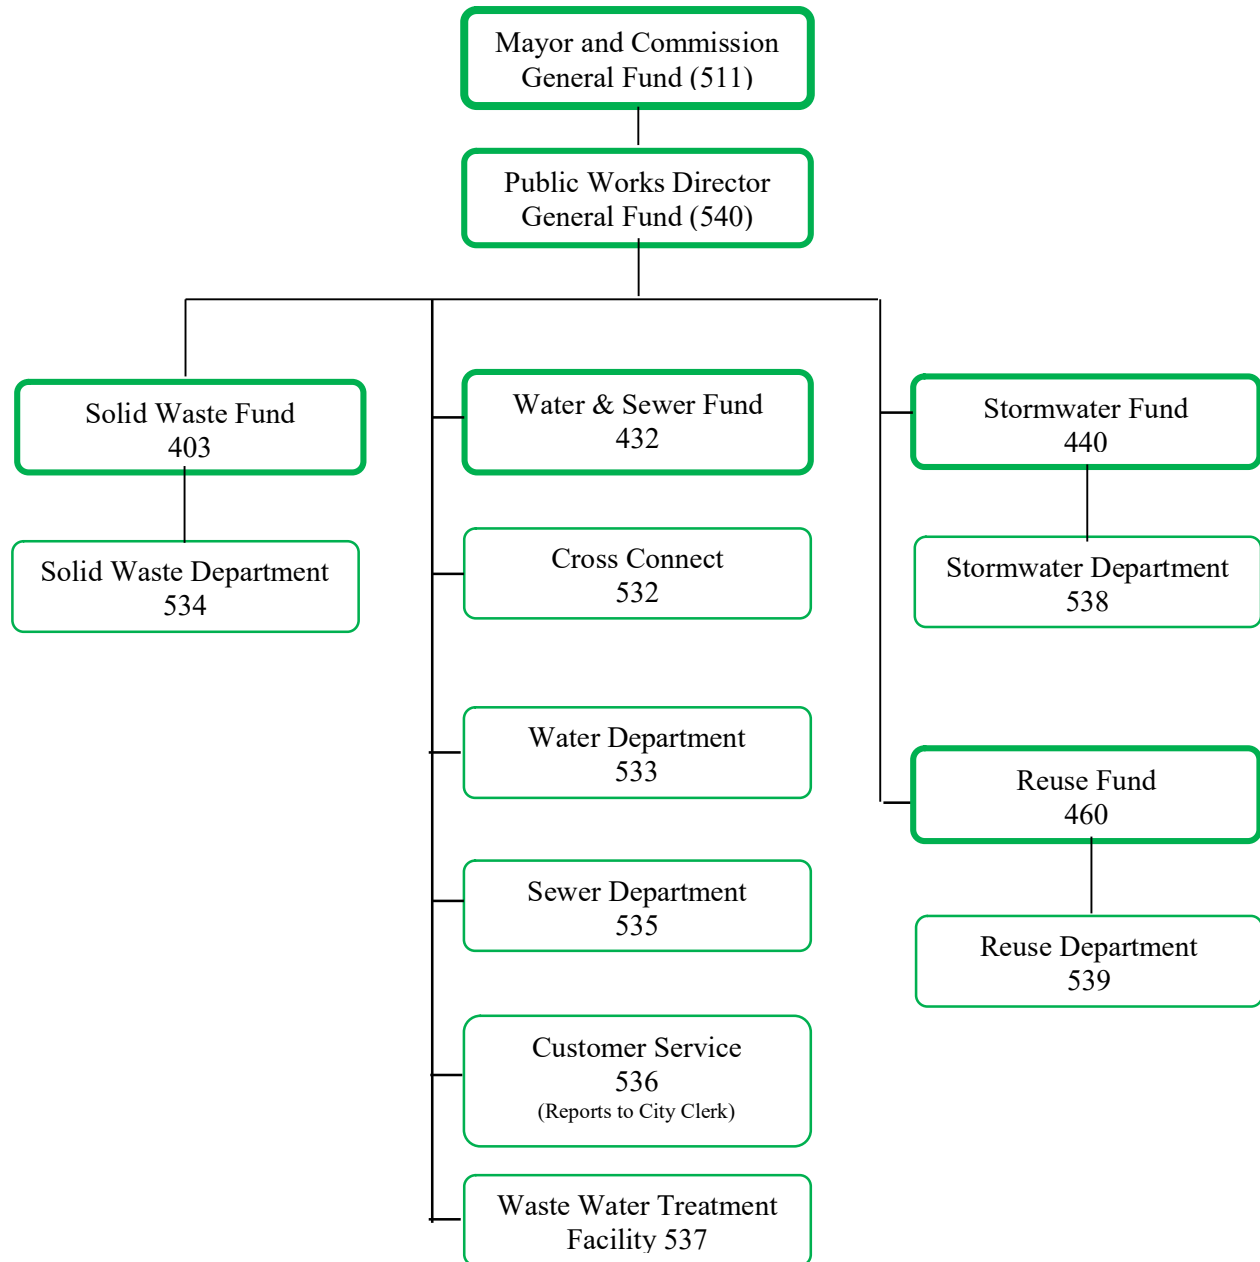 Mayor and Commission
General Fund (511)
Public Works Director
General Fund (540)
Solid Waste Fund
403
Solid Waste Department
534
Water & Sewer Fund
432
Cross Connect
532
Water Department
533
Sewer Department
535
Customer Service
536
(Reports to City Clerk)
Waste Water Treatment
Facility 537
Stormwater Fund
440
Stormwater Department
538
Reuse Fund
460
Reuse Department
539